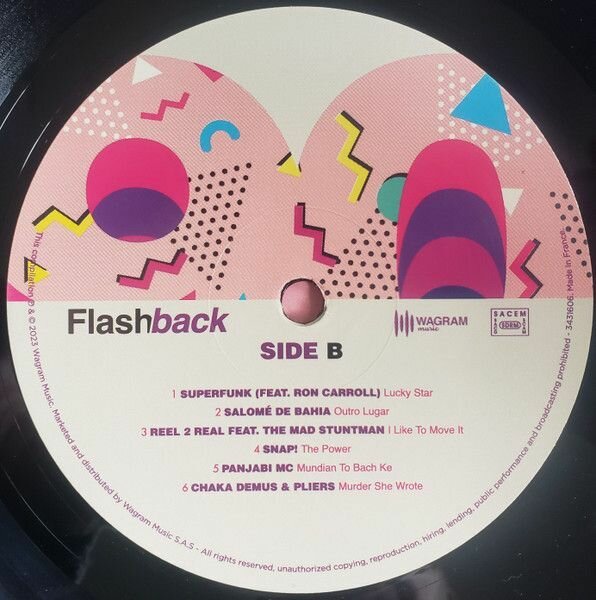 Flashback
WAGRAM
music
SACEM
SACD
SDRM
SCAM
SGDL
SIDE B
1 SUPERFUNK (FEAT. RON CARROLL) Lucky Star
2 SALOMÉ DE BAHIA Outro Lugar
3 REEL 2 REAL FEAT. THE MAD STUNTMAN I Like To Move It
4 SNAP! The Power
5 PANJABI MC Mundian To Bach Ke
6 CHAKA DEMUS & PLIERS Murder She Wrote
This compilation ℗ & © 2023 Wagram Music. Marketed and distributed by Wagram Music S.A.S - All rights reserved, unauthorized copying, reproduction, hiring, lending, public performance and broadcasting prohibited - 3431606. Made in France.